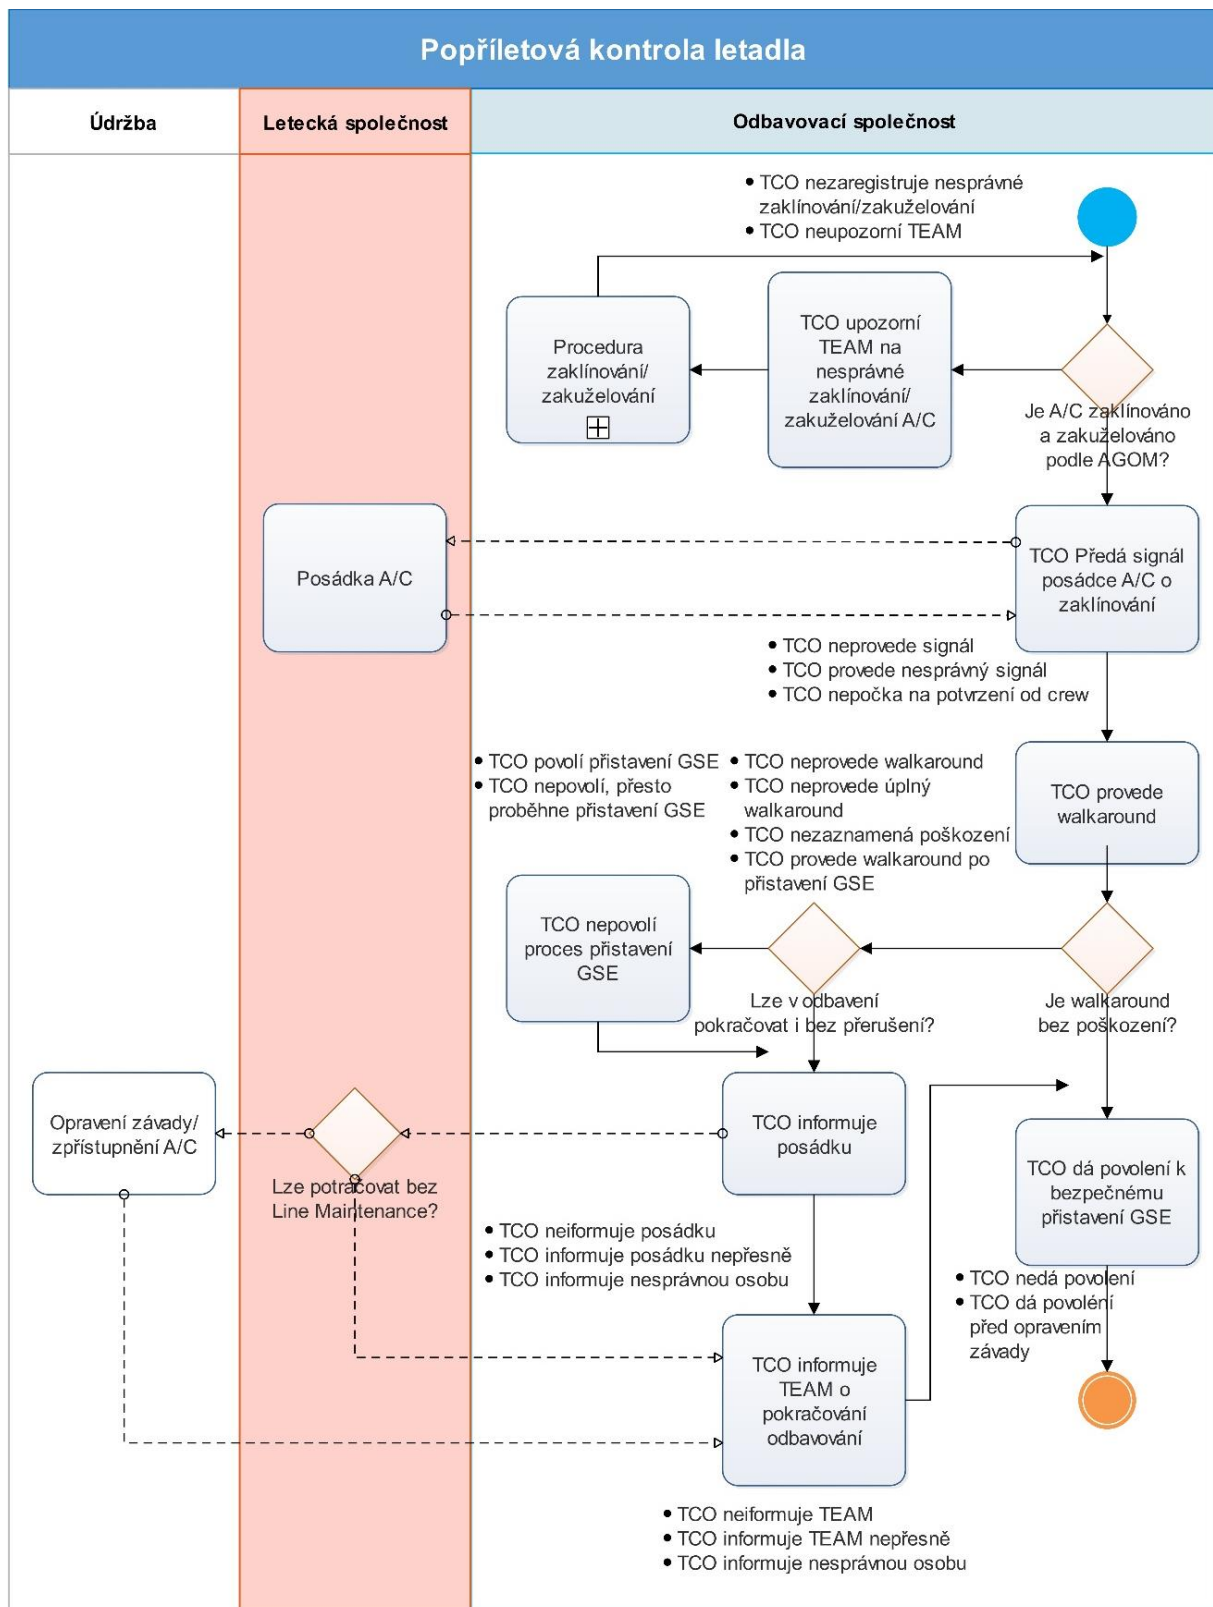 Popříletová kontrola letadla
Údržba
Letecká společnost
Odbavovací společnost
• TCO nezaregistruje nesprávné
zaklínování/zakuželování
• TCO neupozorní TEAM
Procedura
zaklínování/
zakuželování
TCO upozorní
TEAM na
nesprávné
zaklínování/
zakuželování A/C
Je A/C zaklínováno
a zakuželováno
podle AGOM?
Posádka A/C
TCO Předá signál
posádce A/C o
zaklínování
• TCO neprovede signál
• TCO provede nesprávný signál
• TCO nepočka na potvrzení od crew
• TCO povolí přistavení GSE
• TCO nepovolí, přesto
proběhne přistavení GSE
• TCO neprovede walkaround
• TCO neprovede úplný
walkaround
• TCO nezaznamená poškození
• TCO provede walkaround po
přistavení GSE
TCO provede
walkaround
TCO nepovolí
proces přistavení
GSE
Lze v odbavení
pokračovat i bez přerušení?
Je walkaround
bez poškození?
Opravení závady/
zpřístupnění A/C
Lze potračovat bez
Line Maintenance?
TCO informuje
posádku
TCO dá povolení k
bezpečnému
přistavení GSE
• TCO neiformuje posádku
• TCO informuje posádku nepřesně
• TCO informuje nesprávnou osobu
• TCO nedá povolení
• TCO dá povoléní
před opravením
závady
TCO informuje
TEAM o
pokračování
odbavování
• TCO neiformuje TEAM
• TCO informuje TEAM nepřesně
• TCO informuje nesprávnou osobu